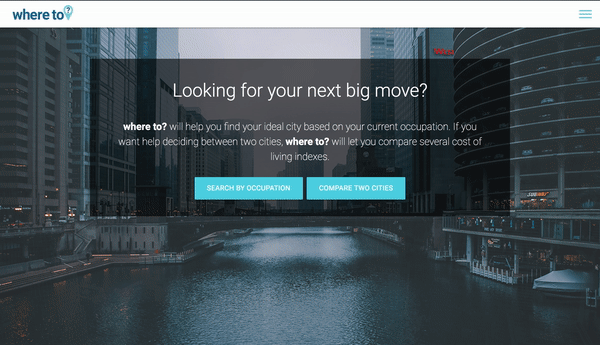 where to?
Looking for your next big move?
where to? will help you find your ideal city based on your current occupation. If you
want help deciding between two cities, where to? will let you compare several cost of
living indexes.
SEARCH BY OCCUPATION
COMPARE TWO CITIES
SUBWAY